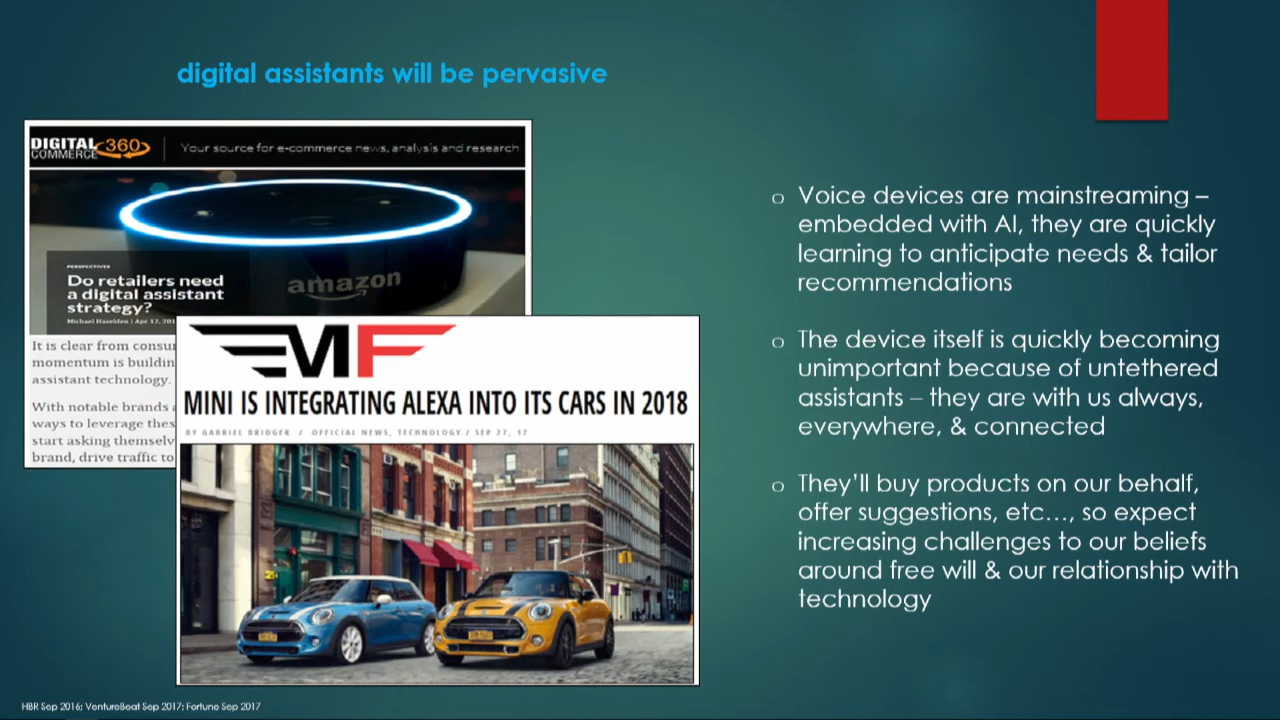 digital assistants will be pervasive
DIGITAL 360
COMMERCE
Your source for e-commerce news, analysis and research
amazon
PERSPECTIVES
Do retailers need
a digital assistant
strategy?
Michael Hazelden | Apr 12, 201
It is clear from consu
momentum is buildin
assistant technology.
With notable brands a
ways to leverage thes
start asking themselv
brand, drive traffic to
MF
MINI IS INTEGRATING ALEXA INTO ITS CARS IN 2018
BY GABRIEL BRIDGER / OFFICIAL NEWS, TECHNOLOGY / SEP 27, 17
o Voice devices are mainstreaming –
embedded with AI, they are quickly
learning to anticipate needs & tailor
recommendations
o The device itself is quickly becoming
unimportant because of untethered
assistants – they are with us always,
everywhere, & connected
o They'll buy products on our behalf,
offer suggestions, etc…, so expect
increasing challenges to our beliefs
around free will & our relationship with
technology
HBR Sep 2016; VentureBeat Sep 2017; Fortune Sep 2017